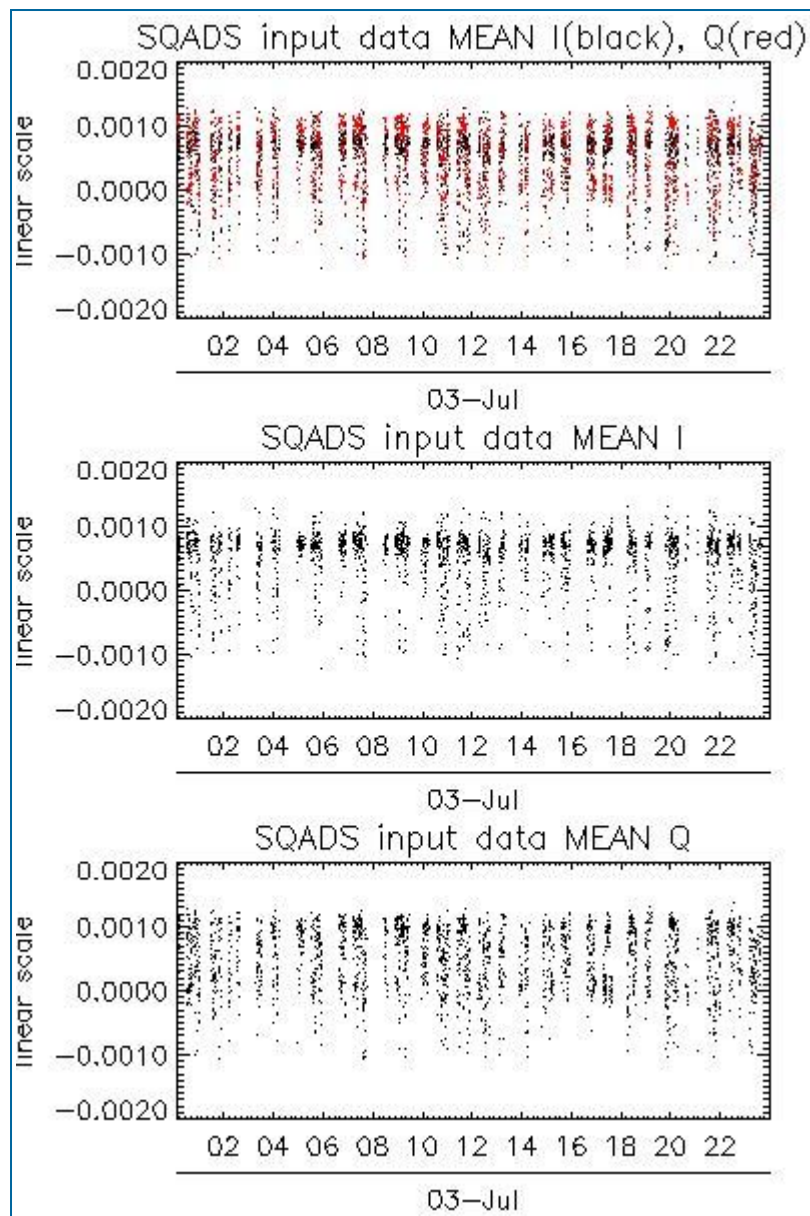 SQADS input data MEAN I(black), Q(red)
0.0020
0.0010
0.0000
−0.0010
−0.0020
linear scale
02 04 06 08 10 12 14 16 18 20 22
03−Jul
SQADS input data MEAN I
0.0020
0.0010
0.0000
−0.0010
−0.0020
linear scale
02 04 06 08 10 12 14 16 18 20 22
03−Jul
SQADS input data MEAN Q
0.0020
0.0010
0.0000
−0.0010
−0.0020
linear scale
02 04 06 08 10 12 14 16 18 20 22
03−Jul